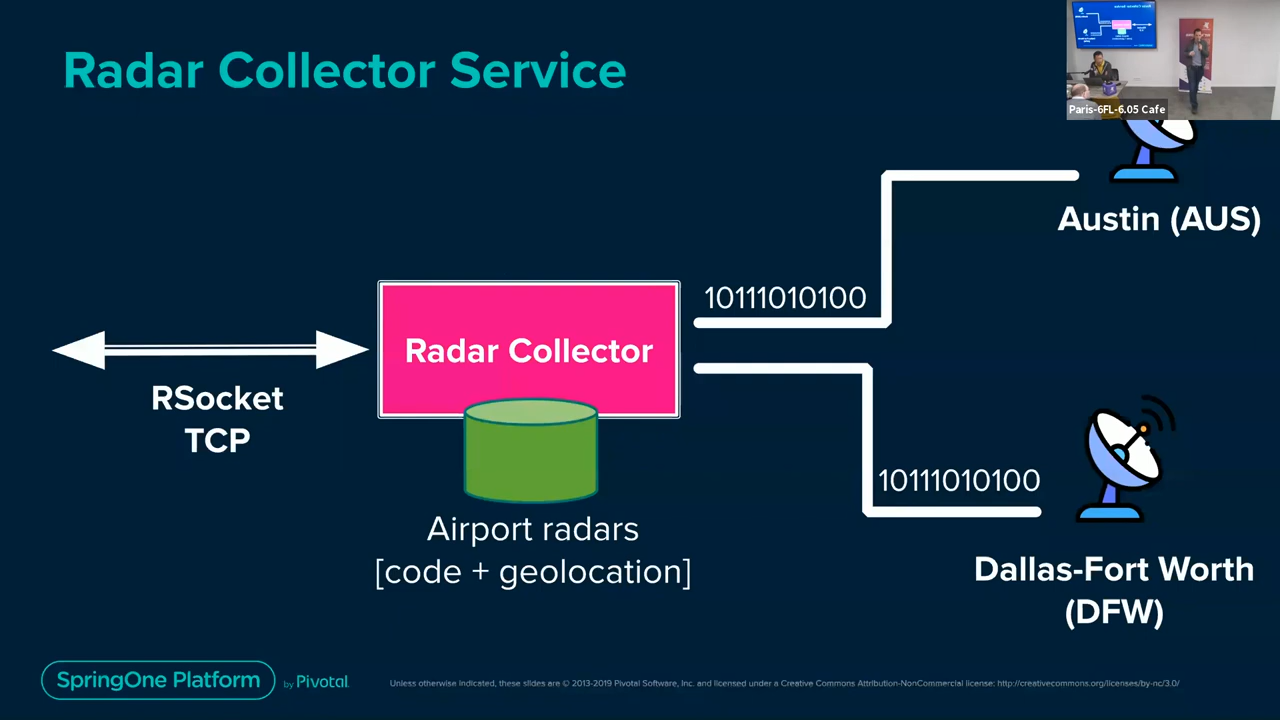 Radar Collector Service
Paris-6FL-6.05 Cafe
Austin (AUS)
10111010100
Radar Collector
RSocket
TCP
10111010100
Airport radars
[code + geolocation]
Dallas-Fort Worth
(DFW)
SpringOne Platform
by Pivotal
Unless otherwise indicated, these slides are © 2013-2019 Pivotal Software, Inc. and licensed under a Creative Commons Attribution-NonCommercial license: http://creativecommons.org/licenses/by-nc/3.0/